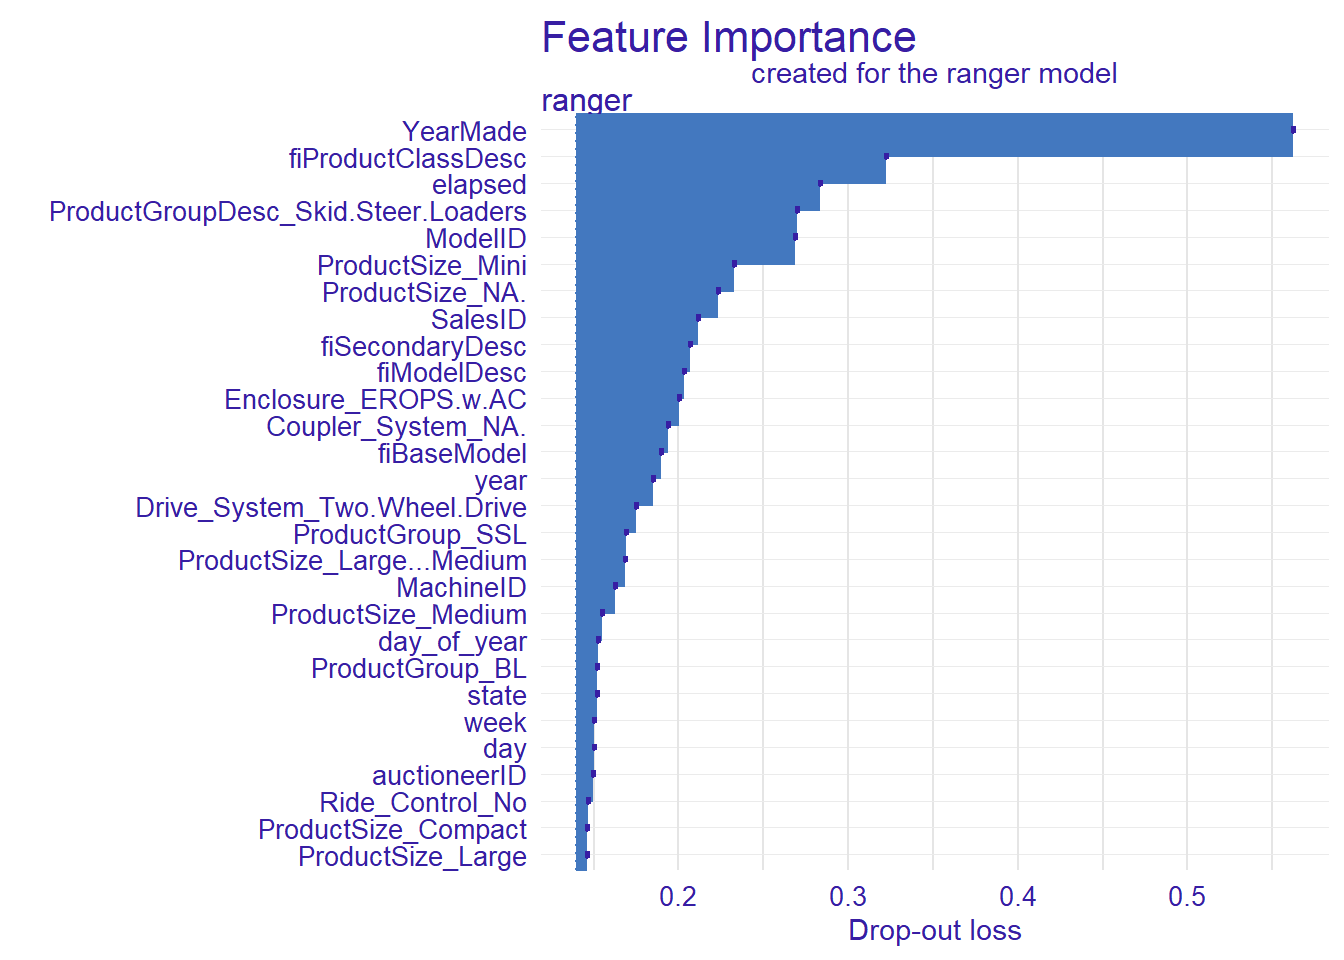 Feature Importance
created for the ranger model
ranger
YearMade
fiProductClassDesc
elapsed
ProductGroupDesc_Skid.Steer.Loaders
ModelID
ProductSize_Mini
ProductSize_NA.
SalesID
fiSecondaryDesc
fiModelDesc
Enclosure_EROPS.w.AC
Coupler_System_NA.
fiBaseModel
year
Drive_System_Two.Wheel.Drive
ProductGroup_SSL
ProductSize_Large...Medium
MachineID
ProductSize_Medium
day_of_year
ProductGroup_BL
state
week
day
auctioneerID
Ride_Control_No
ProductSize_Compact
ProductSize_Large
0.2 0.3 0.4 0.5
Drop-out loss